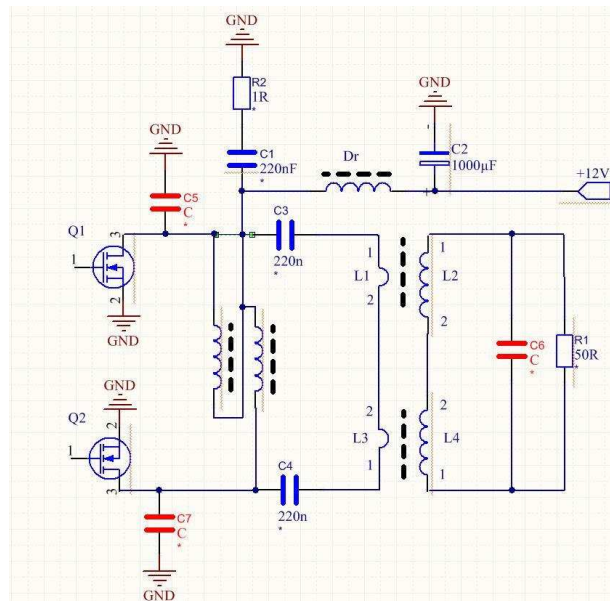 GND
R2
1R
*
GND
-
C2
1000µF
+
+12V
C1
220nF
*
Dr
GND
C5
C
*
Q1
3
1
2
GND
C3
220n
*
1
L1
2
1
L2
2
C6
C
*
R1
50R
*
GND
Q2
2
1
3
2
L3
1
2
L4
1
C4
220n
*
C7
C
*
GND